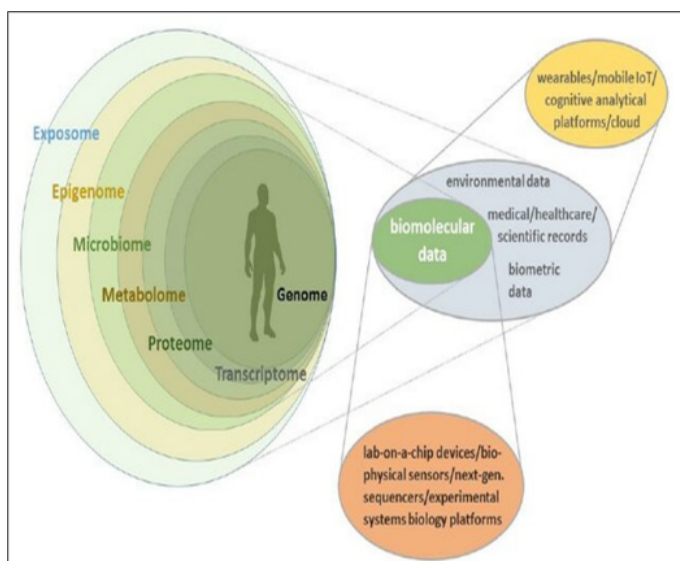 Exposome
Epigenome
Microbiome
Metabolome
Proteome
Transcriptome
Genome
wearables/mobile IoT/
cognitive analytical
platforms/cloud
environmental data
medical/healthcare/
scientific records
biometric
data
biomolecular
data
lab-on-a-chip devices/bio-
physical sensors/next-gen.
sequencers/experimental
systems biology platforms